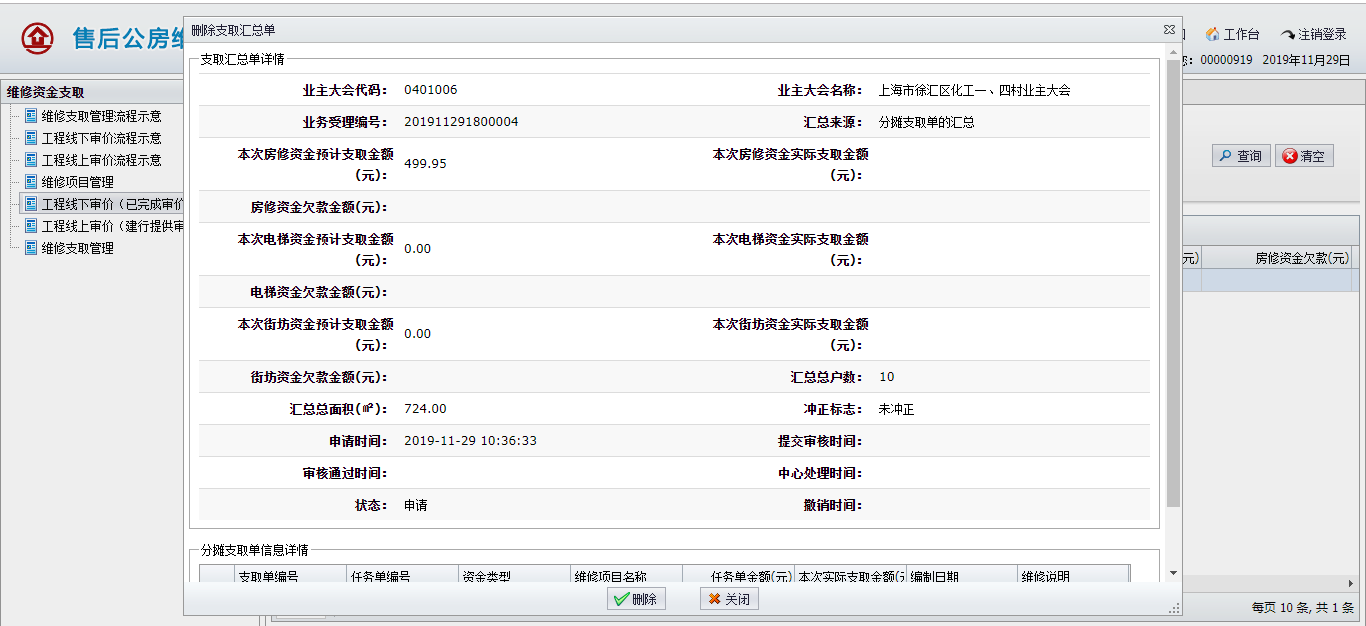 售后公房维
工作台
注销登录
00000919 2019年11月29日
维修资金支取
维修支取管理流程示意
工程线下审价流程示意
工程线上审价流程示意
维修项目管理
工程线下审价（已完成审价
工程线上审价（建行提供审
维修支取管理
删除支取汇总单
支取汇总单详情
业主大会代码： 0401006 业主大会名称： 上海市徐汇区化工一、四村业主大会
业务受理编号： 201911291800004 汇总来源： 分摊支取单的汇总
本次房修资金预计支取金额(元)： 499.95 本次房修资金实际支取金额(元)：
房修资金欠款金额(元)：
本次电梯资金预计支取金额(元)： 0.00 本次电梯资金实际支取金额(元)：
电梯资金欠款金额(元)：
本次街坊资金预计支取金额(元)： 0.00 本次街坊资金实际支取金额(元)：
街坊资金欠款金额(元)： 汇总总户数： 10
汇总总面积(㎡)： 724.00 冲正标志： 未冲正
申请时间： 2019-11-29 10:36:33 提交审核时间：
审核通过时间： 中心处理时间：
状态： 申请 撤销时间：
分摊支取单信息详情
支取单编号 任务单编号 资金类型 维修项目名称 任务单金额(元) 本次实际支取金额(元 编制日期 维修说明
删除 关闭
查询 清空
元) 房修资金欠款(元)
每页 10 条, 共 1 条